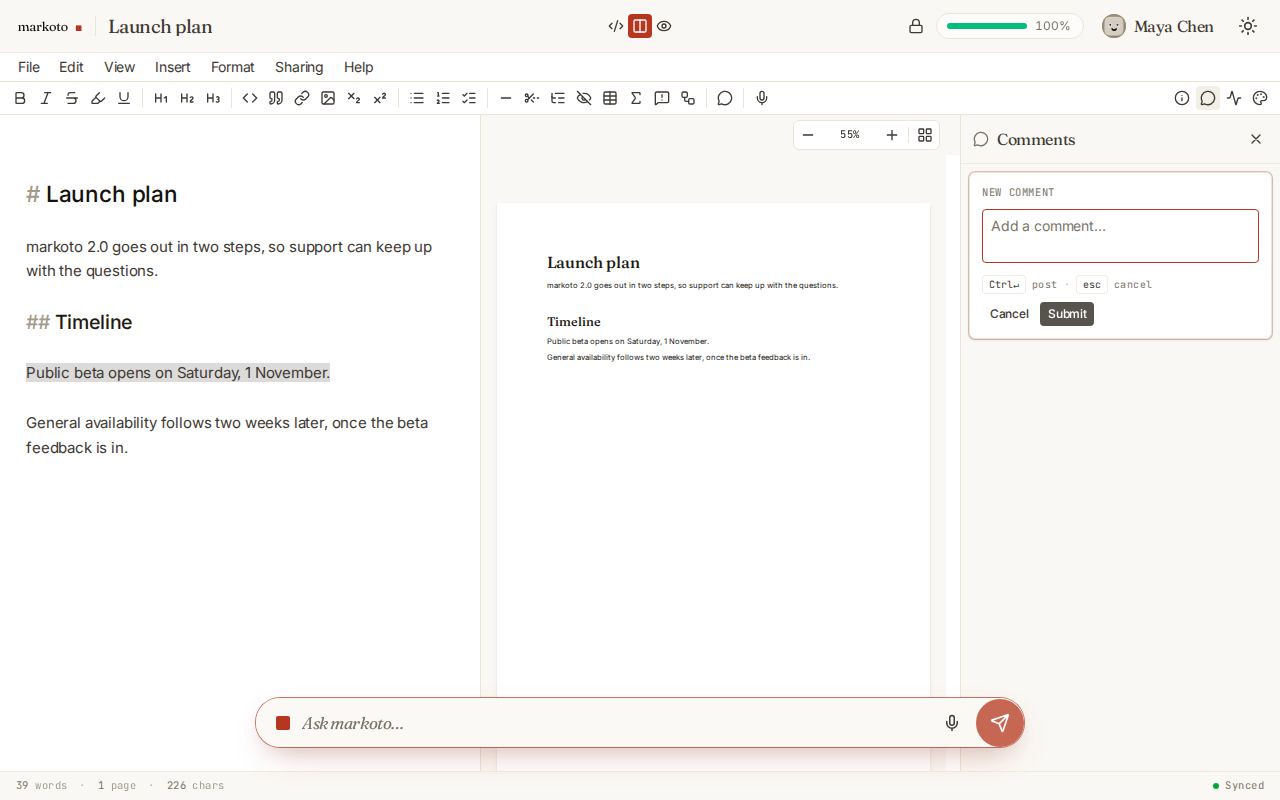 markoto
Launch plan
100%
Maya Chen
File Edit View Insert Format Sharing Help
H1 H2 H3
X2 x2
55%
Comments
# Launch plan
markoto 2.0 goes out in two steps, so support can keep up
with the questions.
## Timeline
Public beta opens on Saturday, 1 November.
General availability follows two weeks later, once the beta
feedback is in.
Launch plan
markoto 2.0 goes out in two steps, so support can keep up with the questions.
Timeline
Public beta opens on Saturday, 1 November.
General availability follows two weeks later, once the beta feedback is in.
NEW COMMENT
Add a comment...
Ctrl↵ post · esc cancel
Cancel Submit
Ask markoto...
39 words · 1 page · 226 chars
Synced